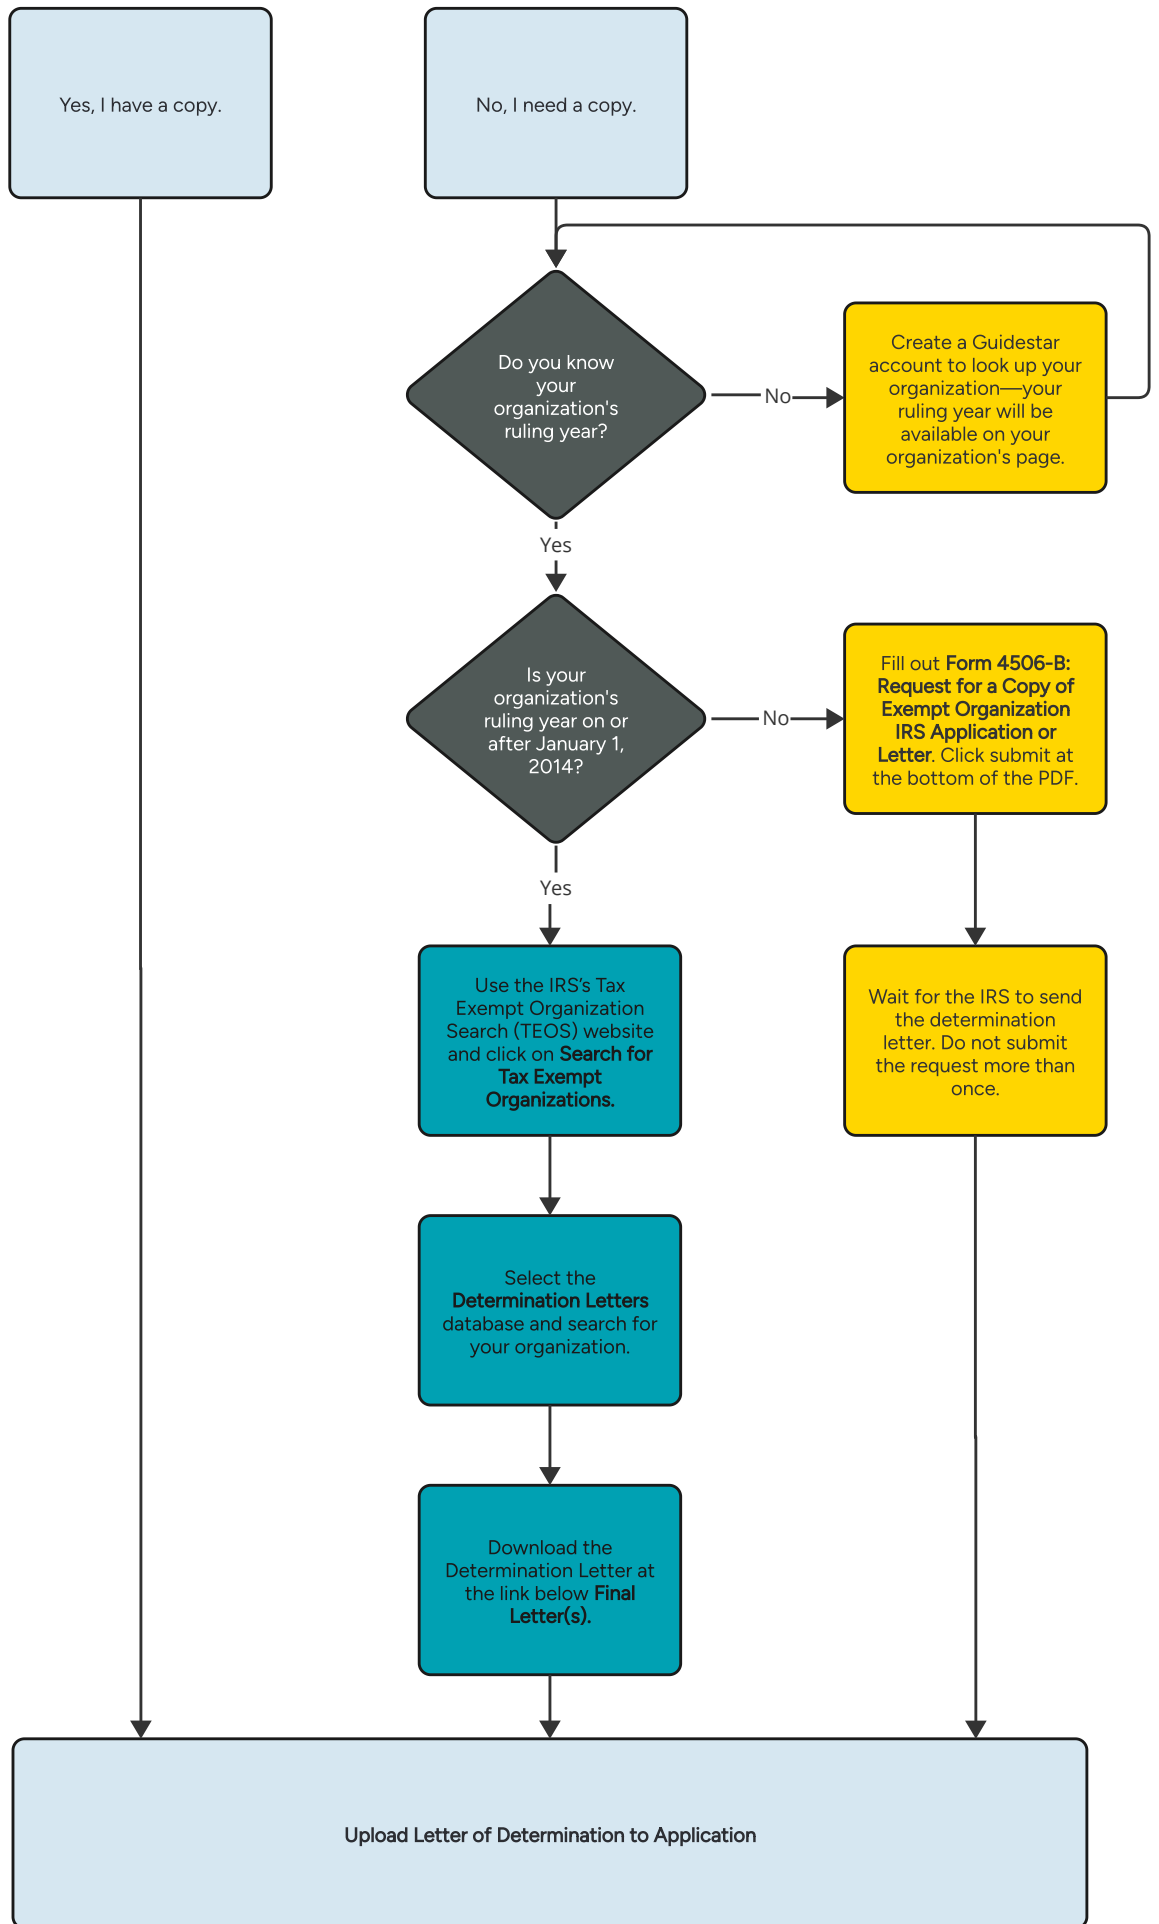 Yes, I have a copy.
No, I need a copy.
Do you know
your
organization's
ruling year?
No
Create a Guidestar
account to look up your
organization—your
ruling year will be
available on your
organization's page.
Yes
Is your
organization's
ruling year on or
after January 1,
2014?
No
Fill out Form 4506-B:
Request for a Copy of
Exempt Organization
IRS Application or
Letter. Click submit at
the bottom of the PDF.
Yes
Use the IRS’s Tax
Exempt Organization
Search (TEOS) website
and click on Search for
Tax Exempt
Organizations.
Wait for the IRS to send
the determination
letter. Do not submit
the request more than
once.
Select the
Determination Letters
database and search for
your organization.
Download the
Determination Letter at
the link below Final
Letter(s).
Upload Letter of Determination to Application